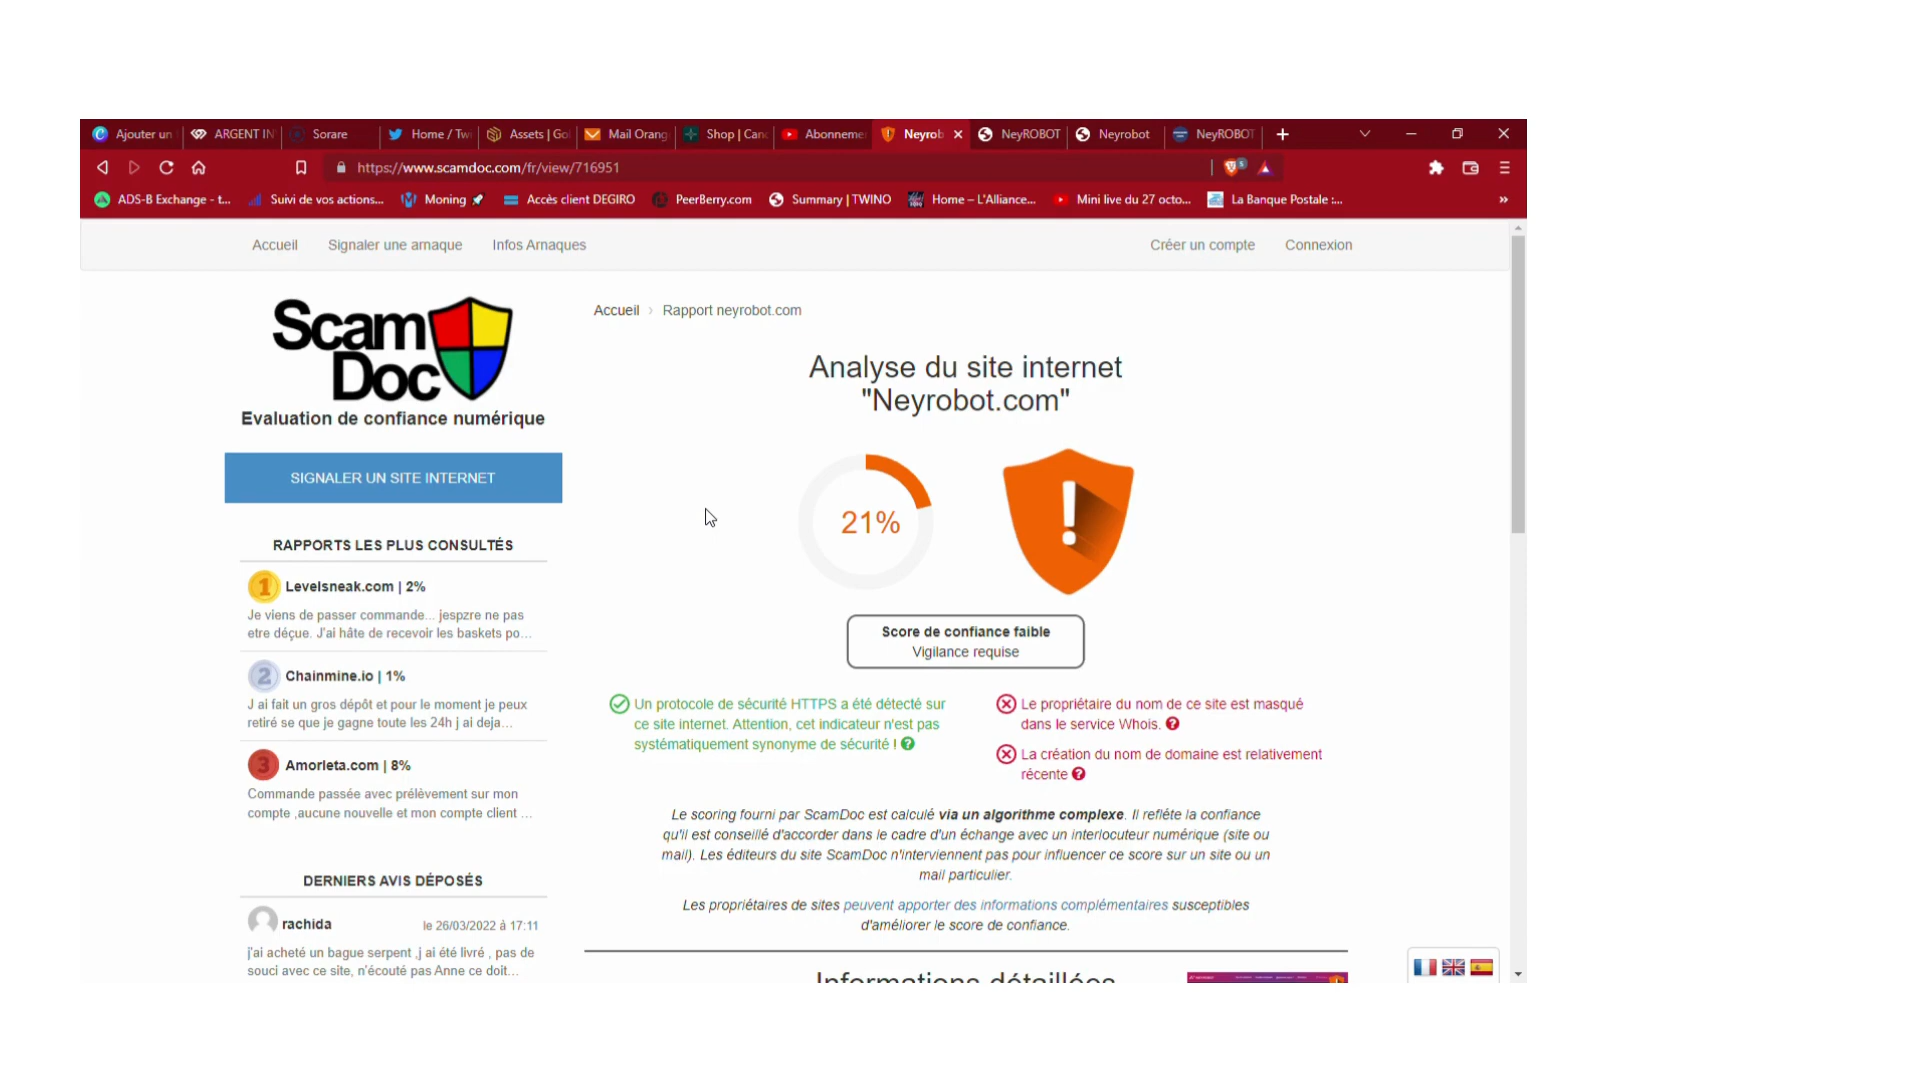 Ajouter un
ARGENT IN
Sorare
Home / Tw
Assets | Go
Mail Orang
Shop | Canc
Abonneme
Neyrob
NeyROBOT
Neyrobot
NeyROBOT
https://www.scamdoc.com/fr/view/716951
ADS-B Exchange - t...
Suivi de vos actions...
Moning
Accès client DEGIRO
PeerBerry.com
Summary | TWINO
Home – L'Alliance...
Mini live du 27 octo...
La Banque Postale :...
Accueil
Signaler une arnaque
Infos Arnaques
Créer un compte
Connexion
Scam
Doc
Evaluation de confiance numérique
SIGNALER UN SITE INTERNET
RAPPORTS LES PLUS CONSULTÉS
1 Levelsneak.com | 2%
Je viens de passer commande... jespzre ne pas
etre déçue. J'ai hâte de recevoir les baskets po...
2 Chainmine.io | 1%
J ai fait un gros dépôt et pour le moment je peux
retiré se que je gagne toute les 24h j ai deja...
3 Amorleta.com | 8%
Commande passée avec prélèvement sur mon
compte ,aucune nouvelle et mon compte client ...
DERNIERS AVIS DÉPOSÉS
rachida
le 26/03/2022 à 17:11
j'ai acheté un bague serpent ,j ai été livré , pas de
souci avec ce site, n'écouté pas Anne ce doit...
Accueil › Rapport neyrobot.com
Analyse du site internet
"Neyrobot.com"
21%
Score de confiance faible
Vigilance requise
Un protocole de sécurité HTTPS a été détecté sur
ce site internet. Attention, cet indicateur n'est pas
systématiquement synonyme de sécurité !
Le propriétaire du nom de ce site est masqué
dans le service Whois.
La création du nom de domaine est relativement
récente
Le scoring fourni par ScamDoc est calculé via un algorithme complexe. Il reflète la confiance
qu'il est conseillé d'accorder dans le cadre d'un échange avec un interlocuteur numérique (site ou
mail). Les éditeurs du site ScamDoc n'interviennent pas pour influencer ce score sur un site ou un
mail particulier.
Les propriétaires de sites peuvent apporter des informations complémentaires susceptibles
d'améliorer le score de confiance.
Informations détaillées